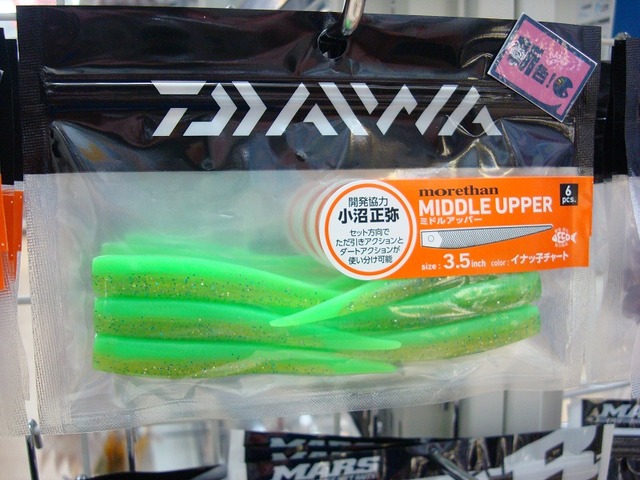 DAIWA
新色!
開発協力
小沼正弥
セット方向で
ただ引きアクションと
ダートアクションが
使い分け可能
morethan
MIDDLE UPPER
ミドルアッパー
6
pcs.
size : 3.5inch color : イナッ子チャート
MARS
MARS